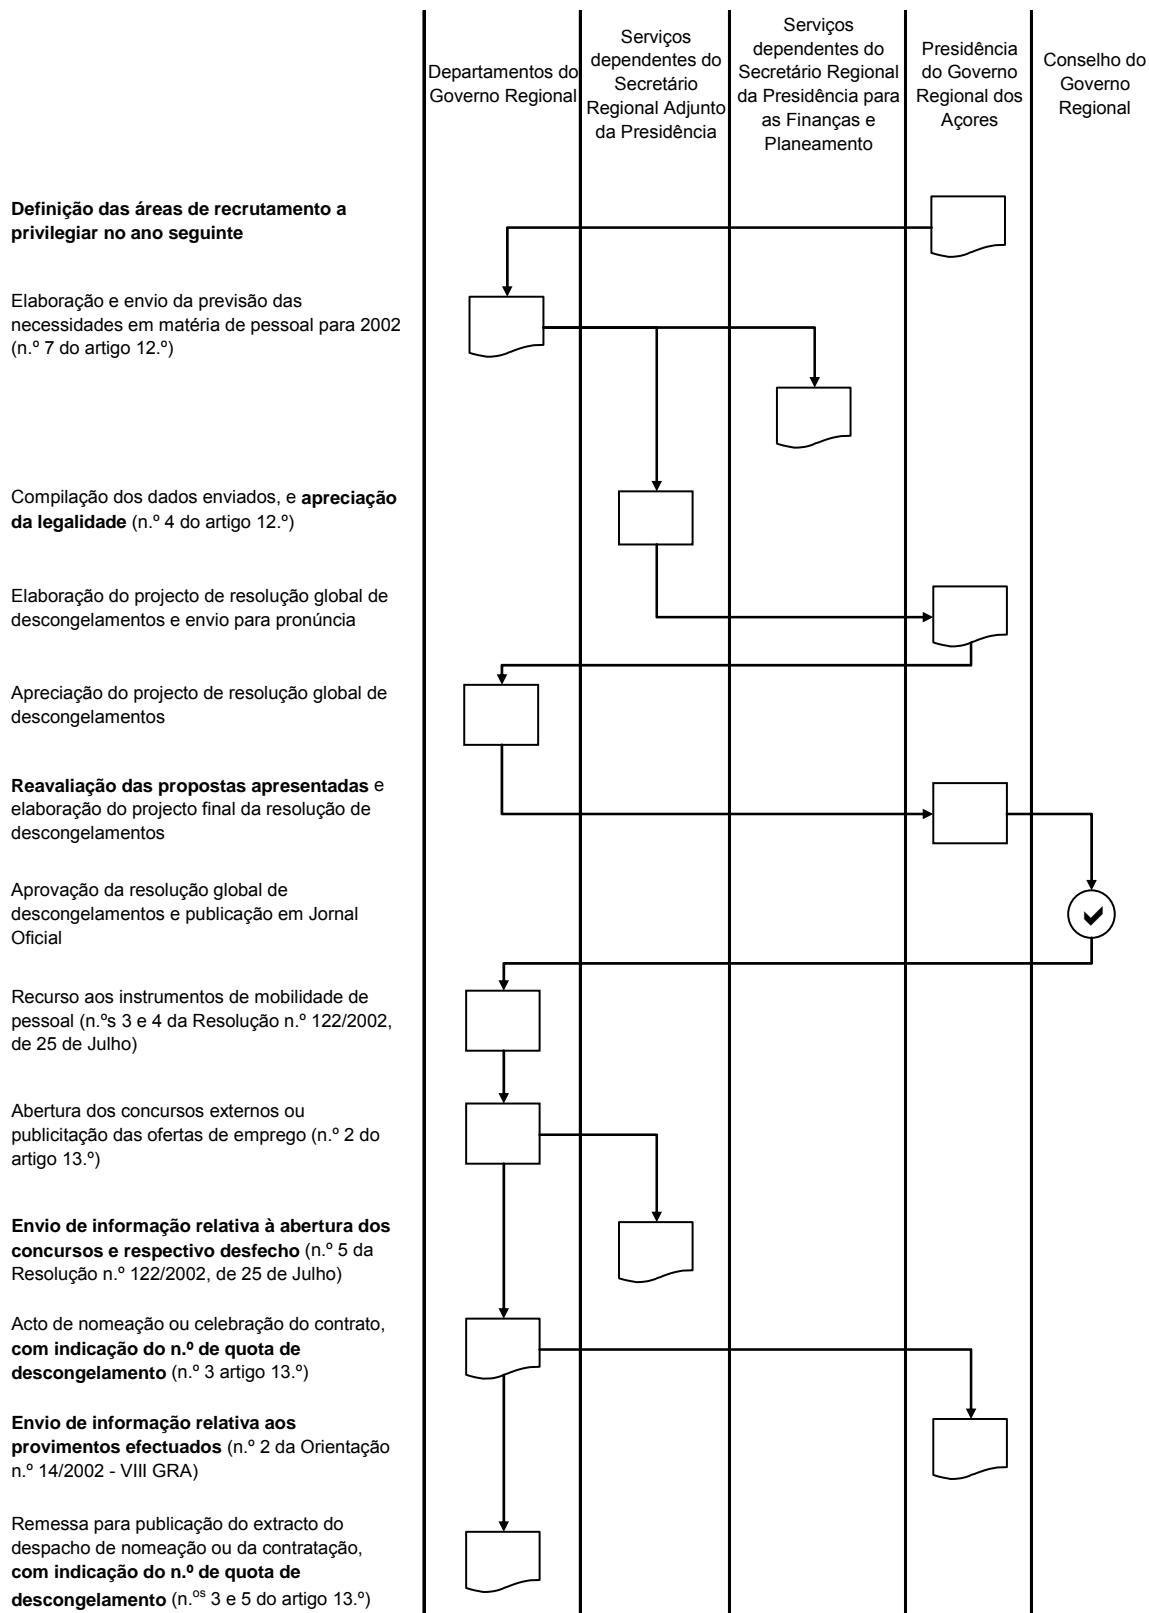 Departamentos do
Governo Regional
Serviços
dependentes do
Secretário
Regional Adjunto
da Presidência
Serviços
dependentes do
Secretário Regional
da Presidência para
as Finanças e
Planeamento
Presidência
do Governo
Regional dos
Açores
Conselho do
Governo
Regional
Definição das áreas de recrutamento a
privilegiar no ano seguinte
Elaboração e envio da previsão das
necessidades em matéria de pessoal para 2002
(n.º 7 do artigo 12.º)
Compilação dos dados enviados, e apreciação
da legalidade (n.º 4 do artigo 12.º)
Elaboração do projecto de resolução global de
descongelamentos e envio para pronúncia
Apreciação do projecto de resolução global de
descongelamentos
Reavaliação das propostas apresentadas e
elaboração do projecto final da resolução de
descongelamentos
Aprovação da resolução global de
descongelamentos e publicação em Jornal
Oficial
Recurso aos instrumentos de mobilidade de
pessoal (n.ºs 3 e 4 da Resolução n.º 122/2002,
de 25 de Julho)
Abertura dos concursos externos ou
publicitação das ofertas de emprego (n.º 2 do
artigo 13.º)
Envio de informação relativa à abertura dos
concursos e respectivo desfecho (n.º 5 da
Resolução n.º 122/2002, de 25 de Julho)
Acto de nomeação ou celebração do contrato,
com indicação do n.º de quota de
descongelamento (n.º 3 artigo 13.º)
Envio de informação relativa aos
provimentos efectuados (n.º 2 da Orientação
n.º 14/2002 - VIII GRA)
Remessa para publicação do extracto do
despacho de nomeação ou da contratação,
com indicação do n.º de quota de
descongelamento (n.os 3 e 5 do artigo 13.º)